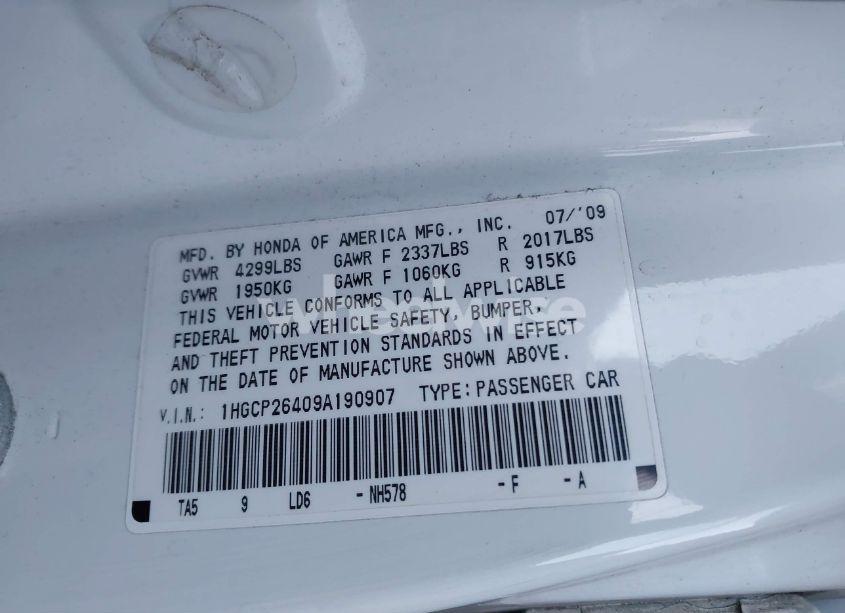 MFD. BY HONDA OF AMERICA MFG., INC. 07/'09
GVWR 4299LBS GAWR F 2337LBS R 2017LBS
GVWR 1950KG GAWR F 1060KG R 915KG
THIS VEHICLE CONFORMS TO ALL APPLICABLE
FEDERAL MOTOR VEHICLE SAFETY, BUMPER,
AND THEFT PREVENTION STANDARDS IN EFFECT
ON THE DATE OF MANUFACTURE SHOWN ABOVE.
V.I.N.: 1HGCP26409A190907 TYPE: PASSENGER CAR
TA5 9 LD6 -NH578 -F -A
wheelwise